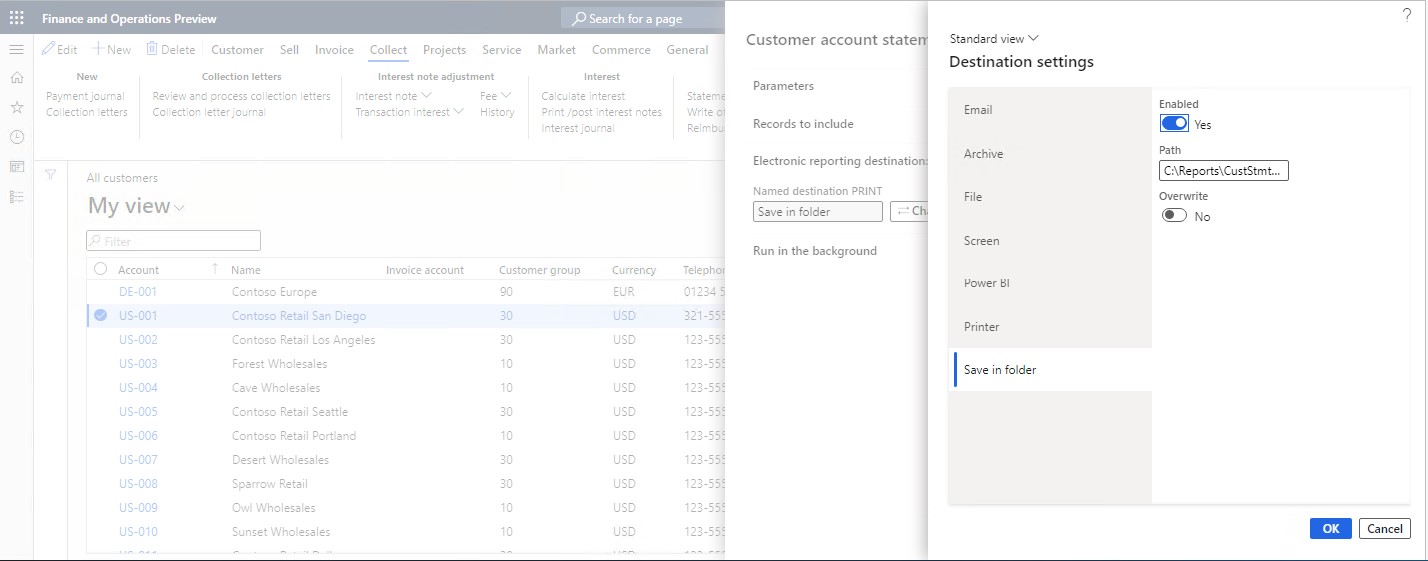 Finance and Operations Preview
Search for a page
?
Edit New Delete Customer Sell Invoice Collect Projects Service Market Commerce General
New
Payment journal
Collection letters
Collection letters
Review and process collection letters
Collection letter journal
Interest note adjustment
Interest note Fee
Transaction interest History
Interest
Calculate interest
Print /post interest notes
Interest journal
Write of
All customers
My view
Filter
Account Name Invoice account Customer group Currency
DE-001 Contoso Europe 90 EUR 01234 5
US-001 Contoso Retail San Diego 30 USD 321-555
US-002 Contoso Retail Los Angeles 30 USD 123-555
US-003 Forest Wholesales 10 USD 123-555
US-004 Cave Wholesales 10 USD 123-555
US-005 Contoso Retail Seattle 30 USD 123-555
US-006 Contoso Retail Portland 10 USD 123-555
US-007 Desert Wholesales 30 USD 123-555
US-008 Sparrow Retail 30 USD 123-555
US-009 Owl Wholesales 10 USD 123-555
US-010 Sunset Wholesales 10 USD 123-555
Customer account statem
Parameters
Records to include
Electronic reporting destination
Named destination PRINT
Save in folder
Run in the background
Standard view
Destination settings
Email
Archive
File
Screen
Power BI
Printer
Save in folder
Enabled
Yes
Path
C:\Reports\CustStmt...
Overwrite
No
OK Cancel